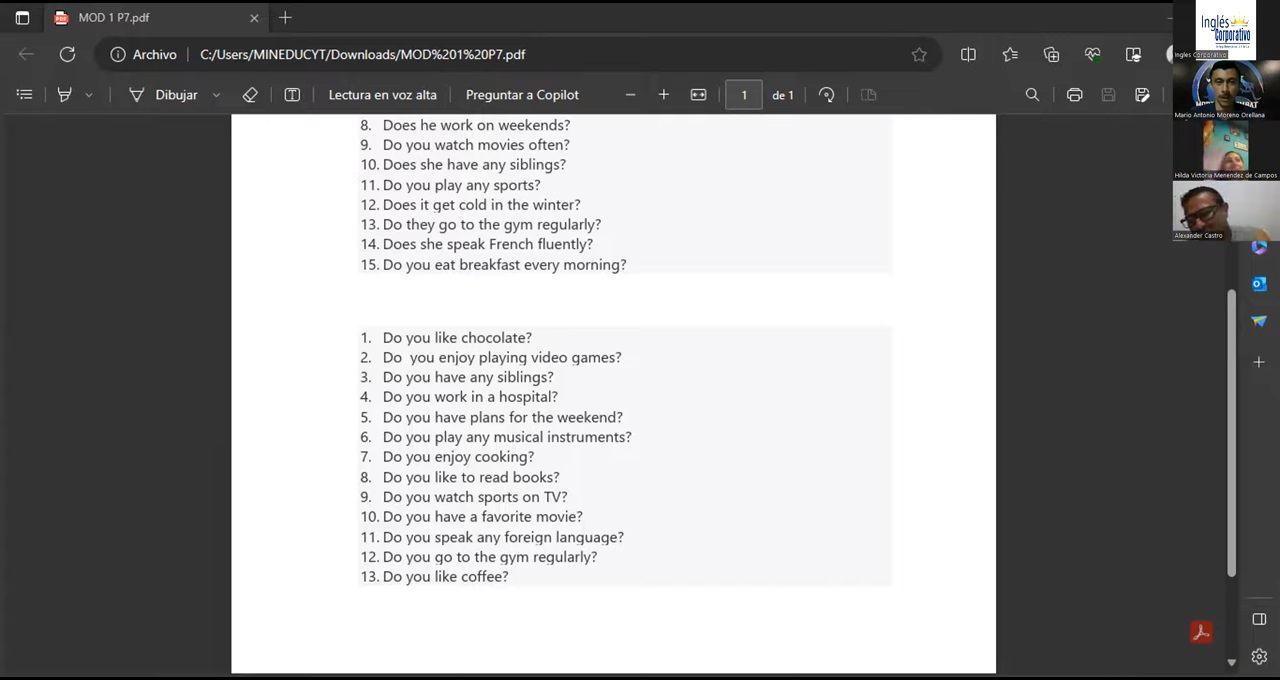 MOD 1 P7.pdf
Archivo
C:/Users/MINEDUCYT/Downloads/MOD%201%20P7.pdf
Dibujar
Lectura en voz alta
Preguntar a Copilot
1
de 1
8. Does he work on weekends?
9. Do you watch movies often?
10. Does she have any siblings?
11. Do you play any sports?
12. Does it get cold in the winter?
13. Do they go to the gym regularly?
14. Does she speak French fluently?
15. Do you eat breakfast every morning?
1. Do you like chocolate?
2. Do  you enjoy playing video games?
3. Do you have any siblings?
4. Do you work in a hospital?
5. Do you have plans for the weekend?
6. Do you play any musical instruments?
7. Do you enjoy cooking?
8. Do you like to read books?
9. Do you watch sports on TV?
10. Do you have a favorite movie?
11. Do you speak any foreign language?
12. Do you go to the gym regularly?
13. Do you like coffee?
Inglés
Corporativo
Ingles Corporativo
Mario Antonio Moreno Orellana
Hilda Victoria Menendez de Campos
Alexander Castro